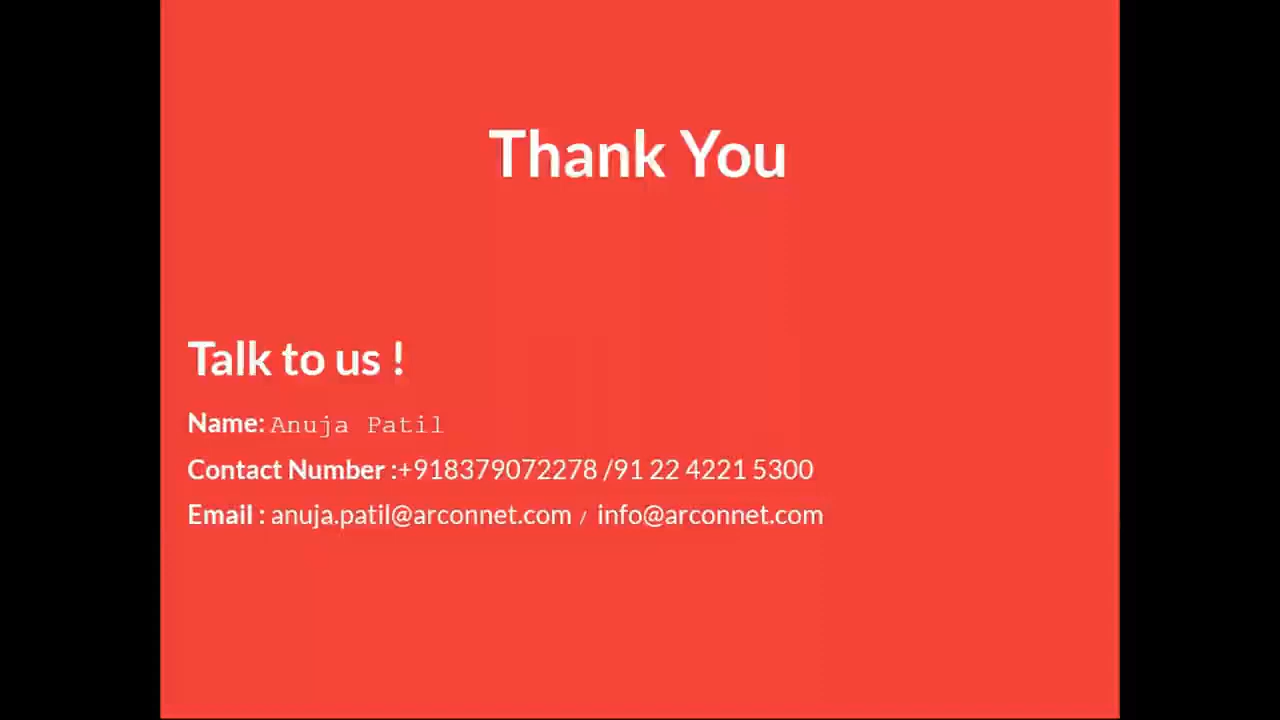 Thank You
Talk to us !
Name: Anuja Patil
Contact Number :+918379072278 /91 22 4221 5300
Email : anuja.patil@arconnet.com / info@arconnet.com